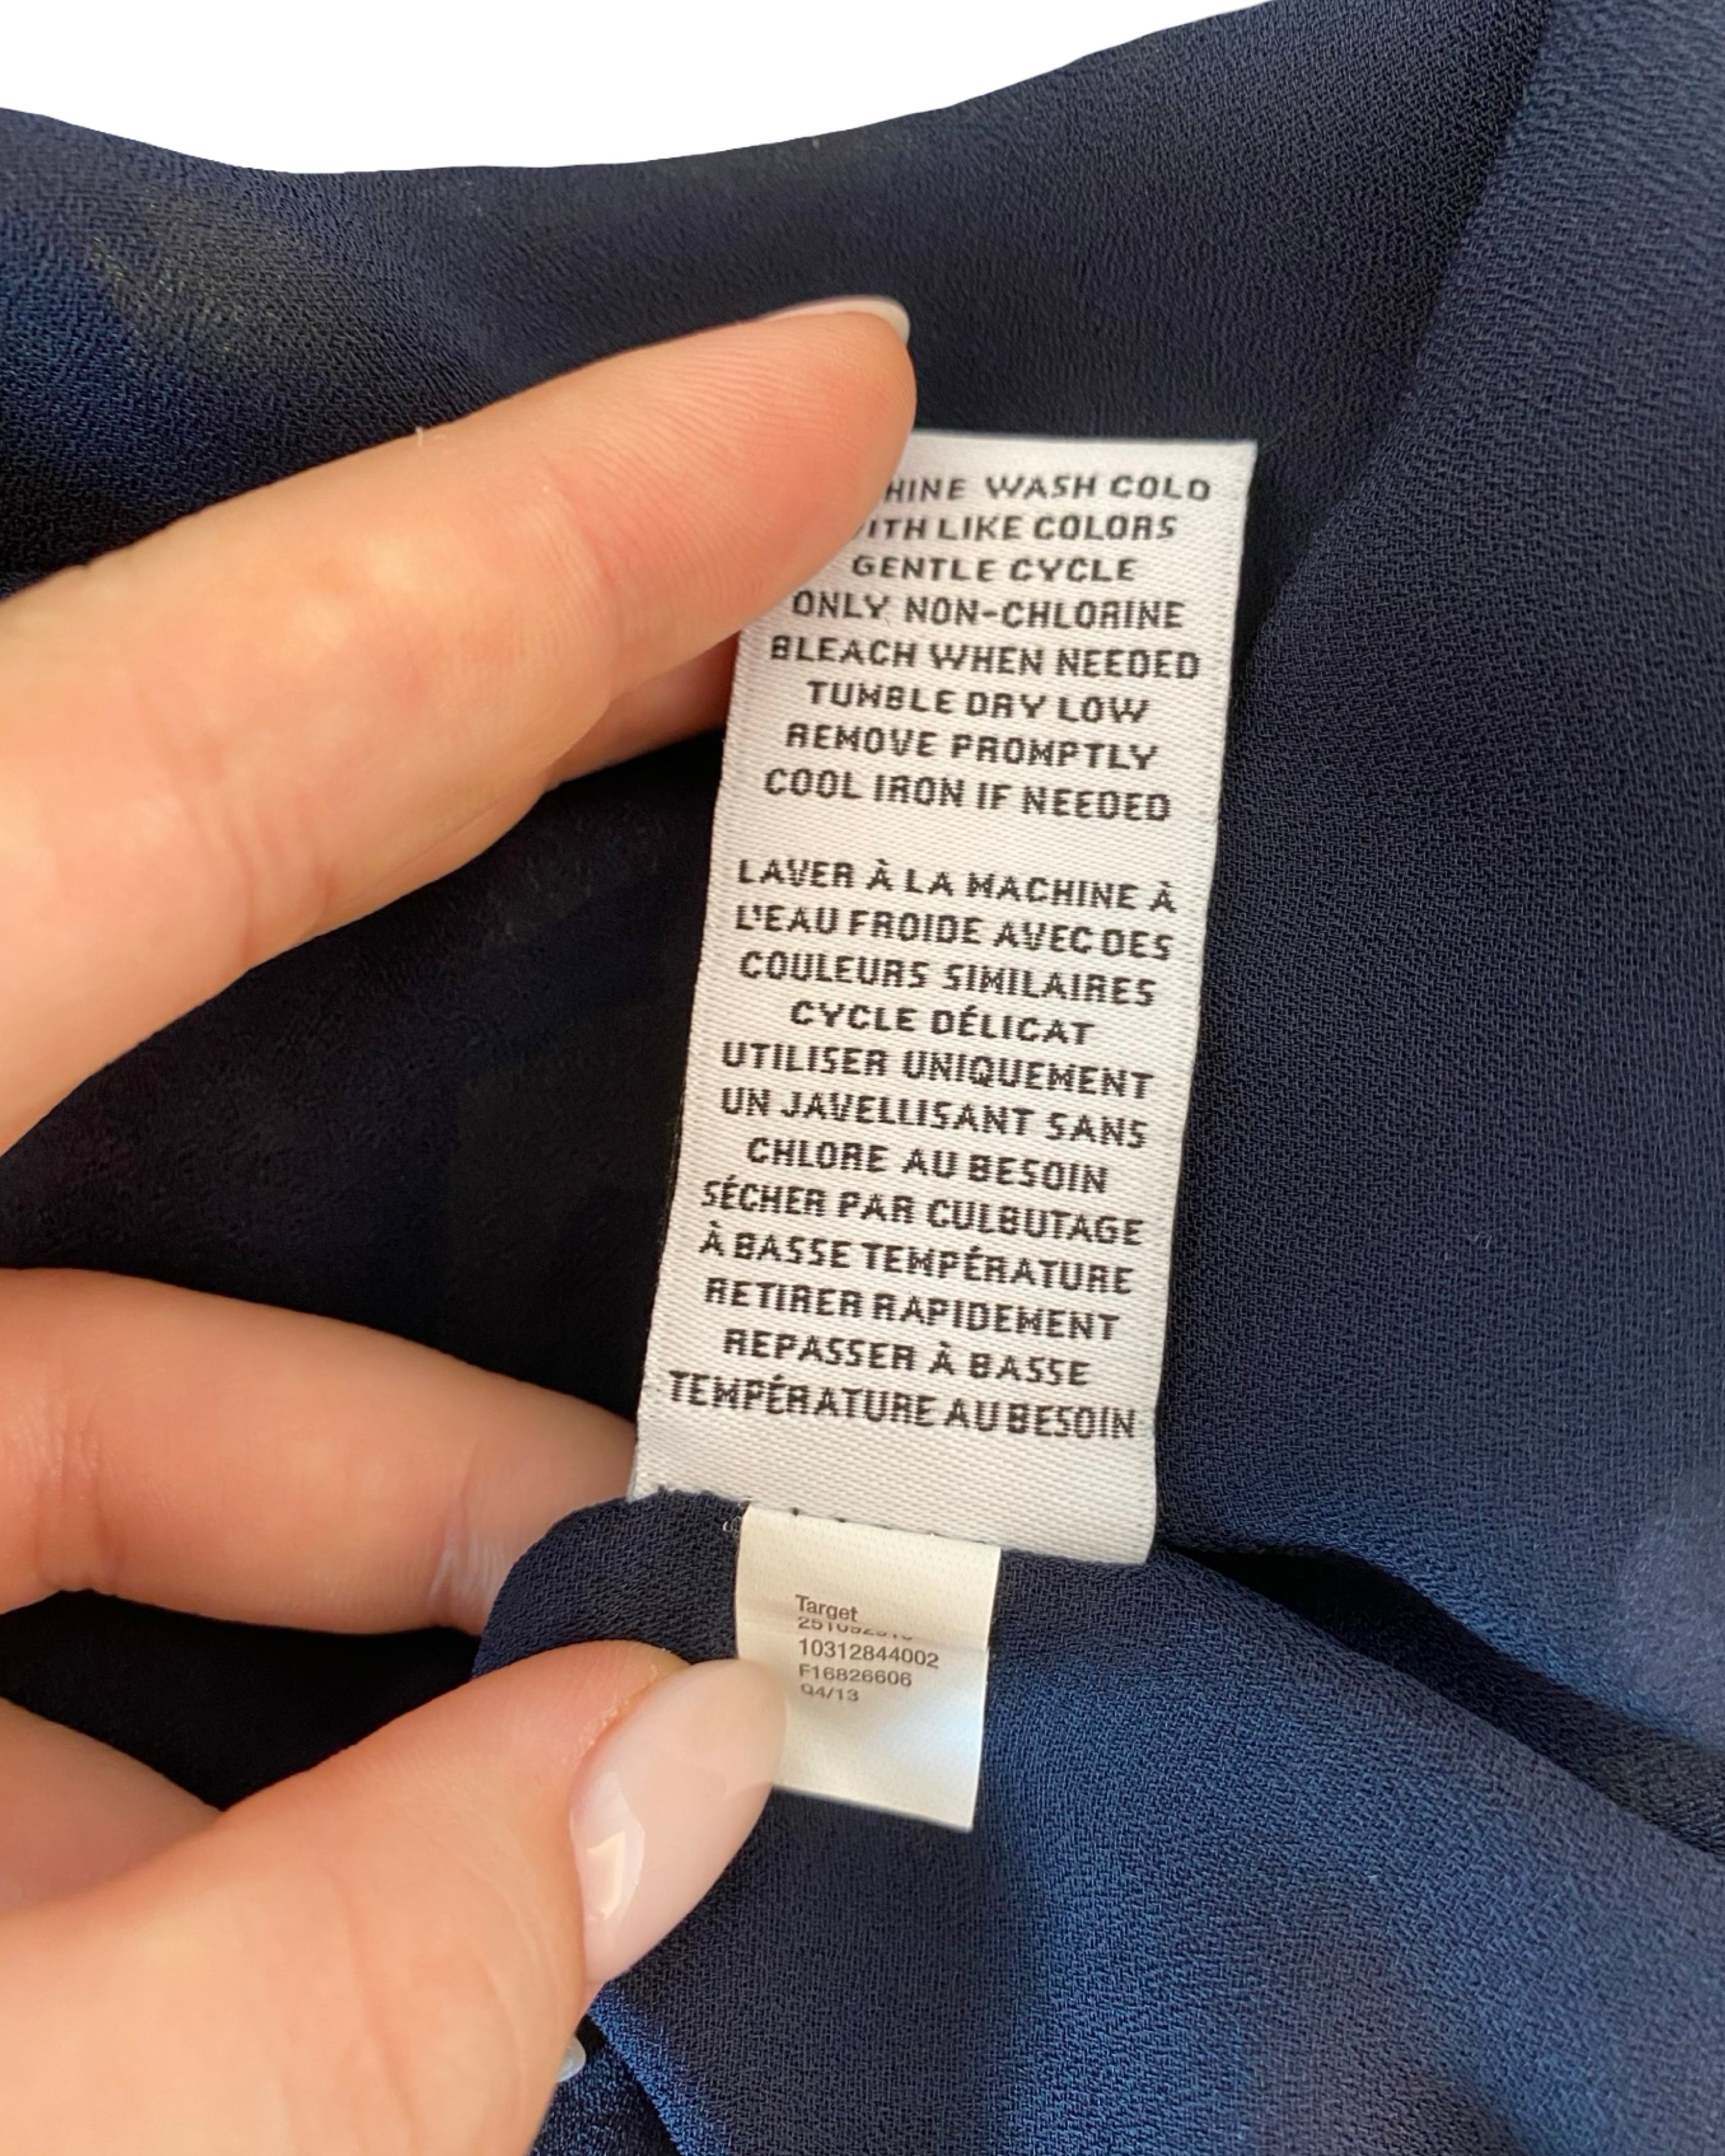 WASH COLD
LIKE COLORS
GENTLE CYCLE
ONLY NON-CHLORINE
BLEACH WHEN NEEDED
TUMBLE DRY LOW
REMOVE PROMPTLY
COOL IRON IF NEEDED
LAVER À LA MACHINE À
L'EAU FROIDE AVEC DES
COULEURS SIMILAIRES
CYCLE DÉLICAT
UTILISER UNIQUEMENT
UN JAVELLISANT SANS
CHLORE AU BESOIN
SÉCHER PAR CULBUTAGE
À BASSE TEMPÉRATURE
RETIRER RAPIDEMENT
REPASSER À BASSE
TEMPÉRATURE AU BESOIN
Target
10312844002
F16826606
Q4/13